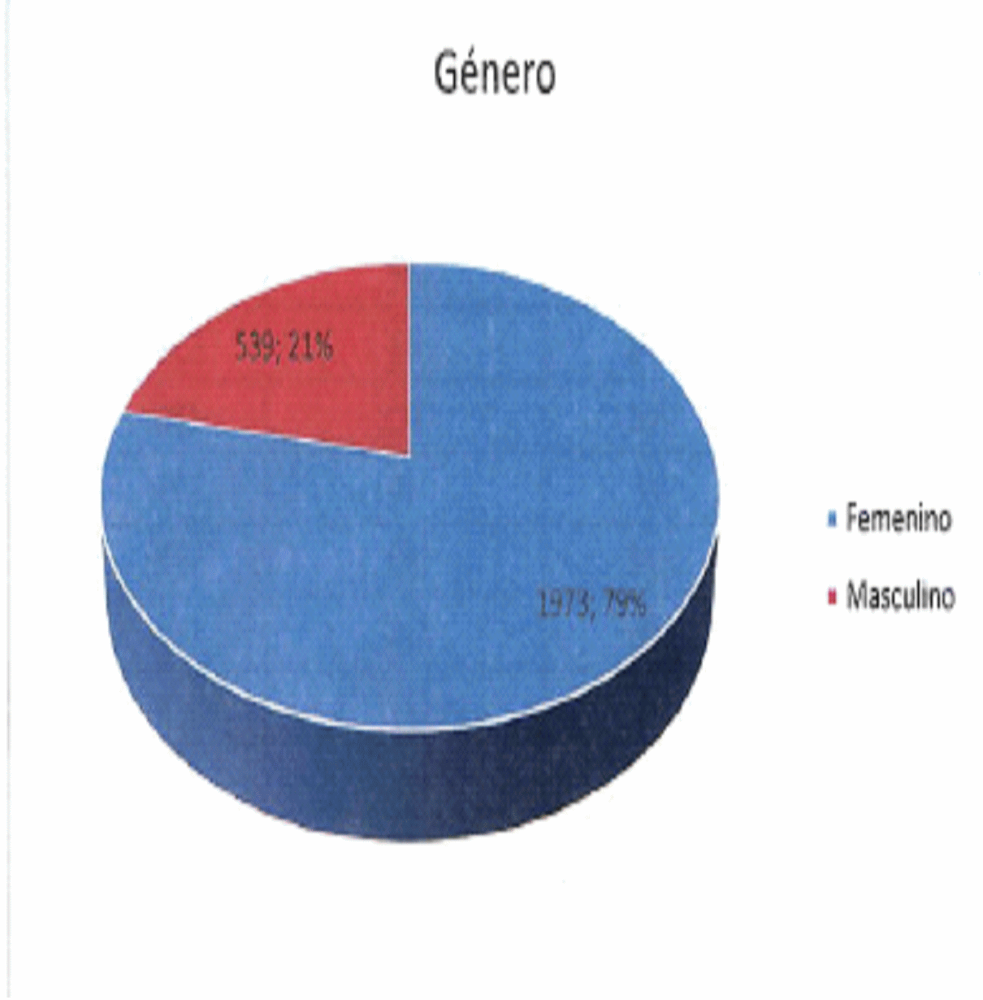 Género
539; 21%
Femenino
1973; 79%
Masculino